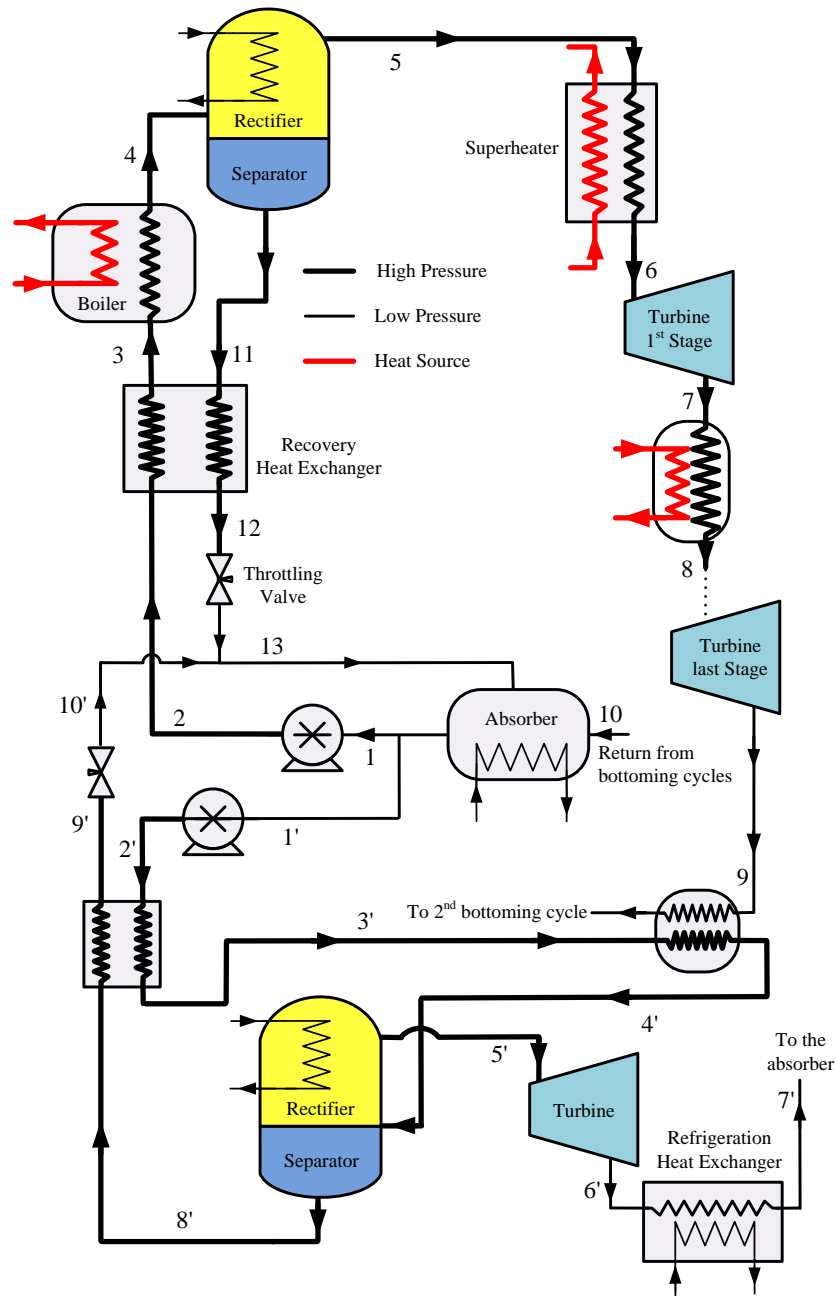 5
Rectifier
Superheater
4
Separator
6
High Pressure
Boiler
Low Pressure
Turbine
1st Stage
3
11
Heat Source
7
Recovery
Heat Exchanger
12
8
Throttling
Valve
Turbine
last Stage
13
10'
2
Absorber
10
1
Return from
bottoming cycles
9'
2'
1'
9
To 2nd bottoming cycle
3'
4'
5'
To the
absorber
7'
Rectifier
Turbine
Refrigeration
Heat Exchanger
Separator
6'
8'